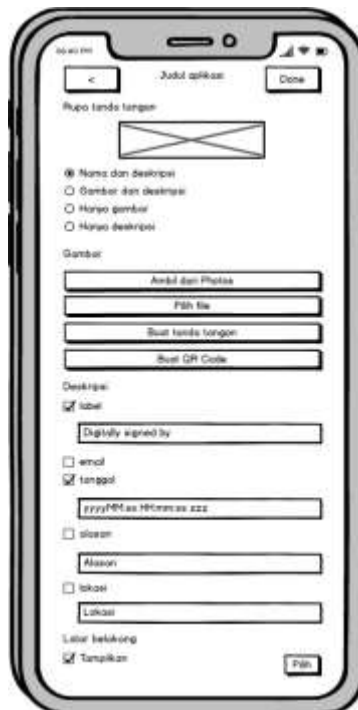 < Judul aplikasi Done
Rupa tanda tangan
Nama dan deskripsi
Gambar dan deskripsi
Hanya gambar
Hanya deskripsi
Gambar
Ambil dari Photos
Pilih file
Buat tanda tangan
Buat QR Code
Deskripsi
label
Digitally signed by
email
tanggal
yyyyMM.ss HH:mm:ss zzz
alasan
Alasan
lokasi
Lokasi
Latar belakang
Tampilkan Pilih